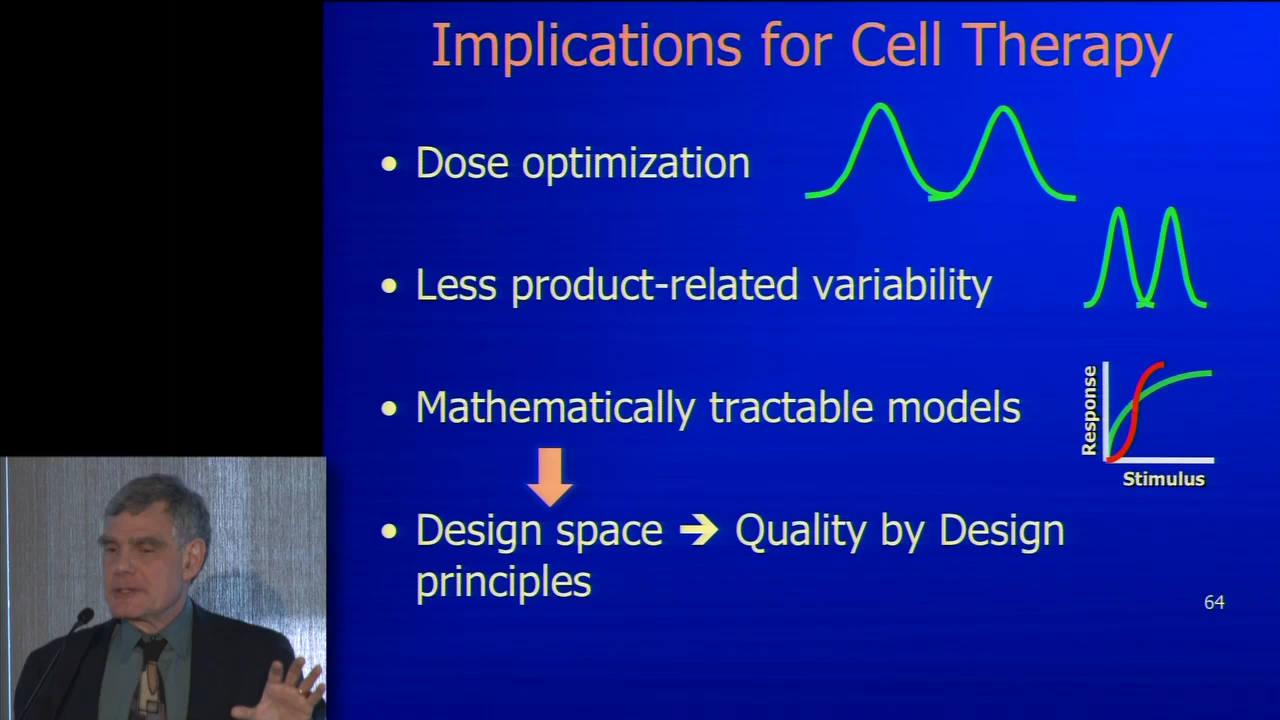 Implications for Cell Therapy
• Dose optimization
• Less product-related variability
• Mathematically tractable models
Response
Stimulus
• Design space ➔ Quality by Design
principles
64